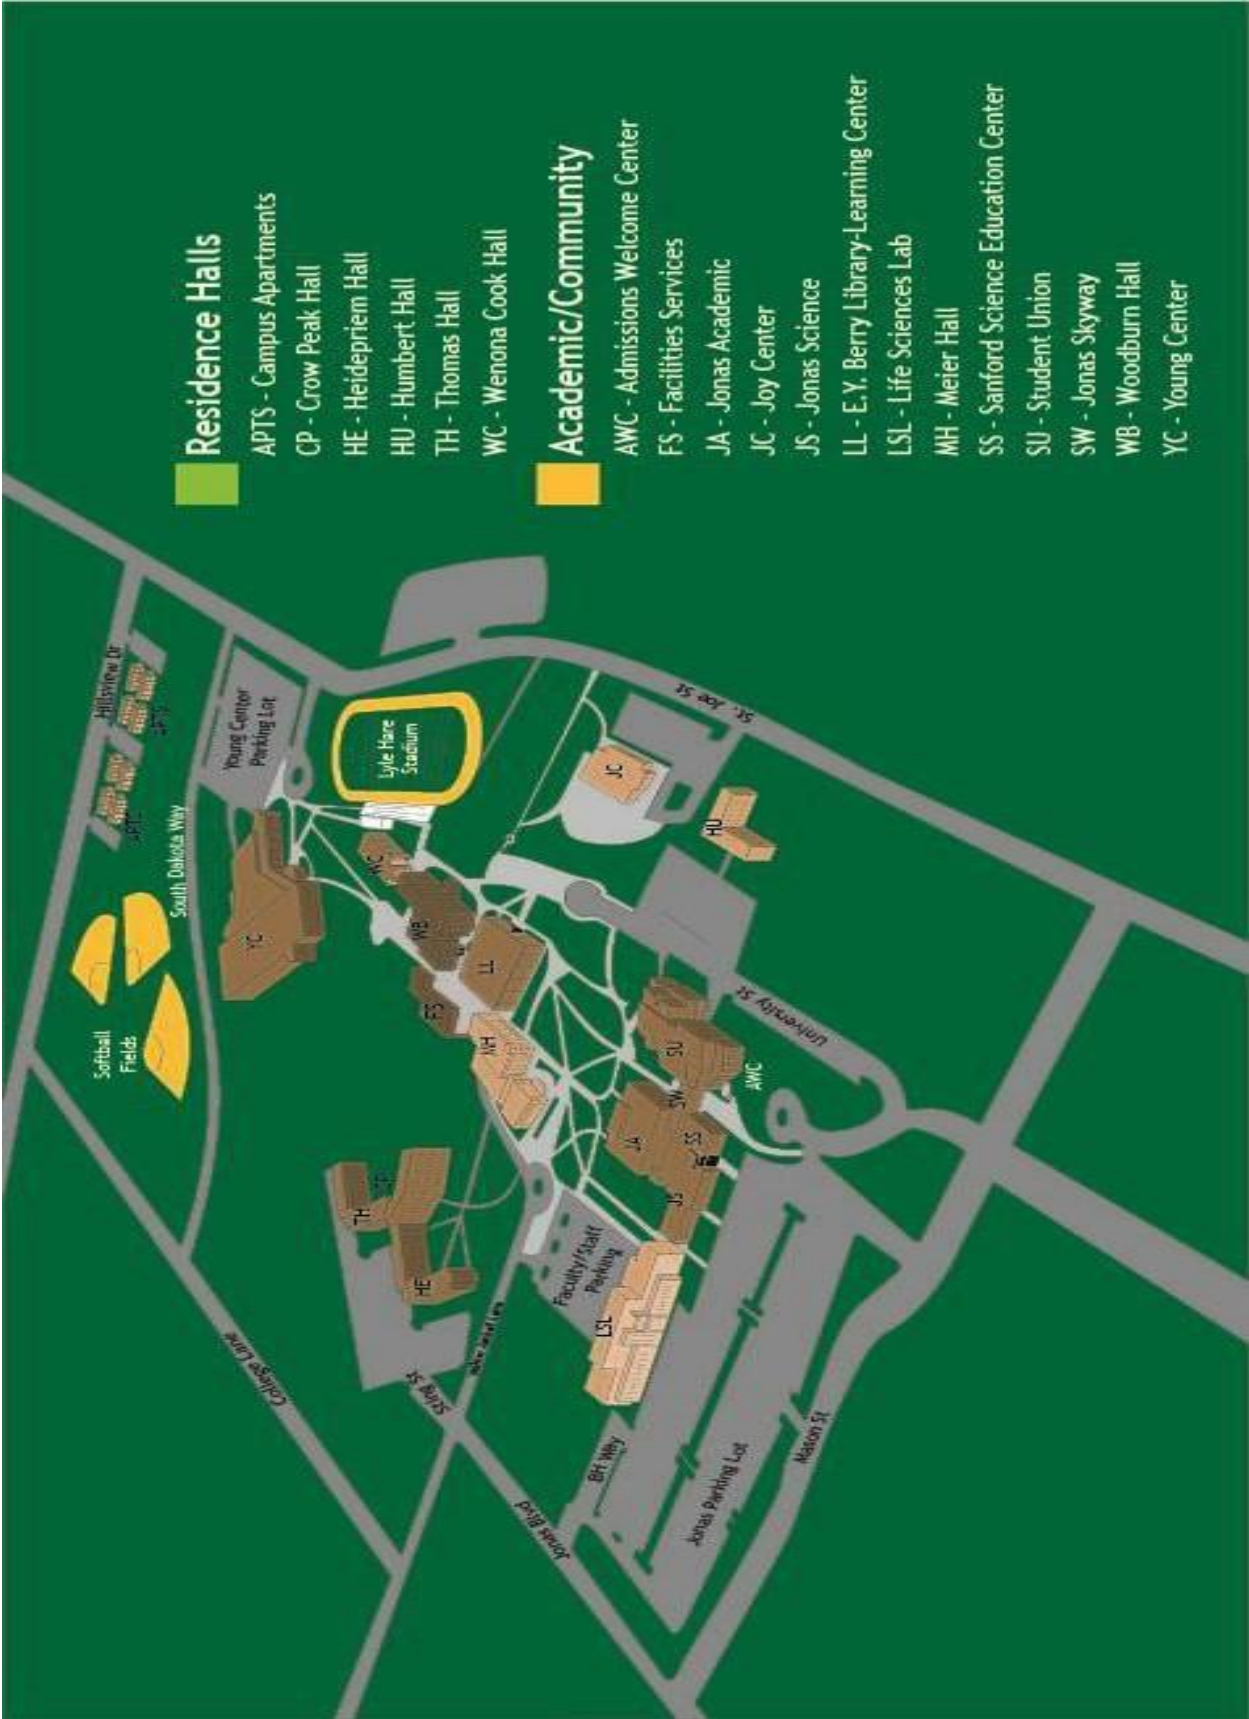 Residence Halls
APTS - Campus Apartments
CP - Crow Peak Hall
HE - Heidepriem Hall
HU - Humbert Hall
TH - Thomas Hall
WC - Wenona Cook Hall
Academic/Community
AWC - Admissions Welcome Center
FS - Facilities Services
JA - Jonas Academic
JC - Joy Center
JS - Jonas Science
LL - E.Y. Berry Library-Learning Center
LSL - Life Sciences Lab
MH - Meier Hall
SS - Sanford Science Education Center
SU - Student Union
SW - Jonas Skyway
WB - Woodburn Hall
YC - Young Center
Hillsview Dr
APTS
APTS
South Dakota Way
Softball
Fields
Young Center
Parking Lot
Lyle Hare
Stadium
YC
WC
WB
LL
FS
MH
TH
CP
HE
College Lane
Stling St
Faculty/Staff
Parking
LSL
JS
JA
SS
SW
SU
AWC
JC
HU
St. Joe St
University St
Mason St
Jonas Parking Lot
BH Way
Jonas Blvd